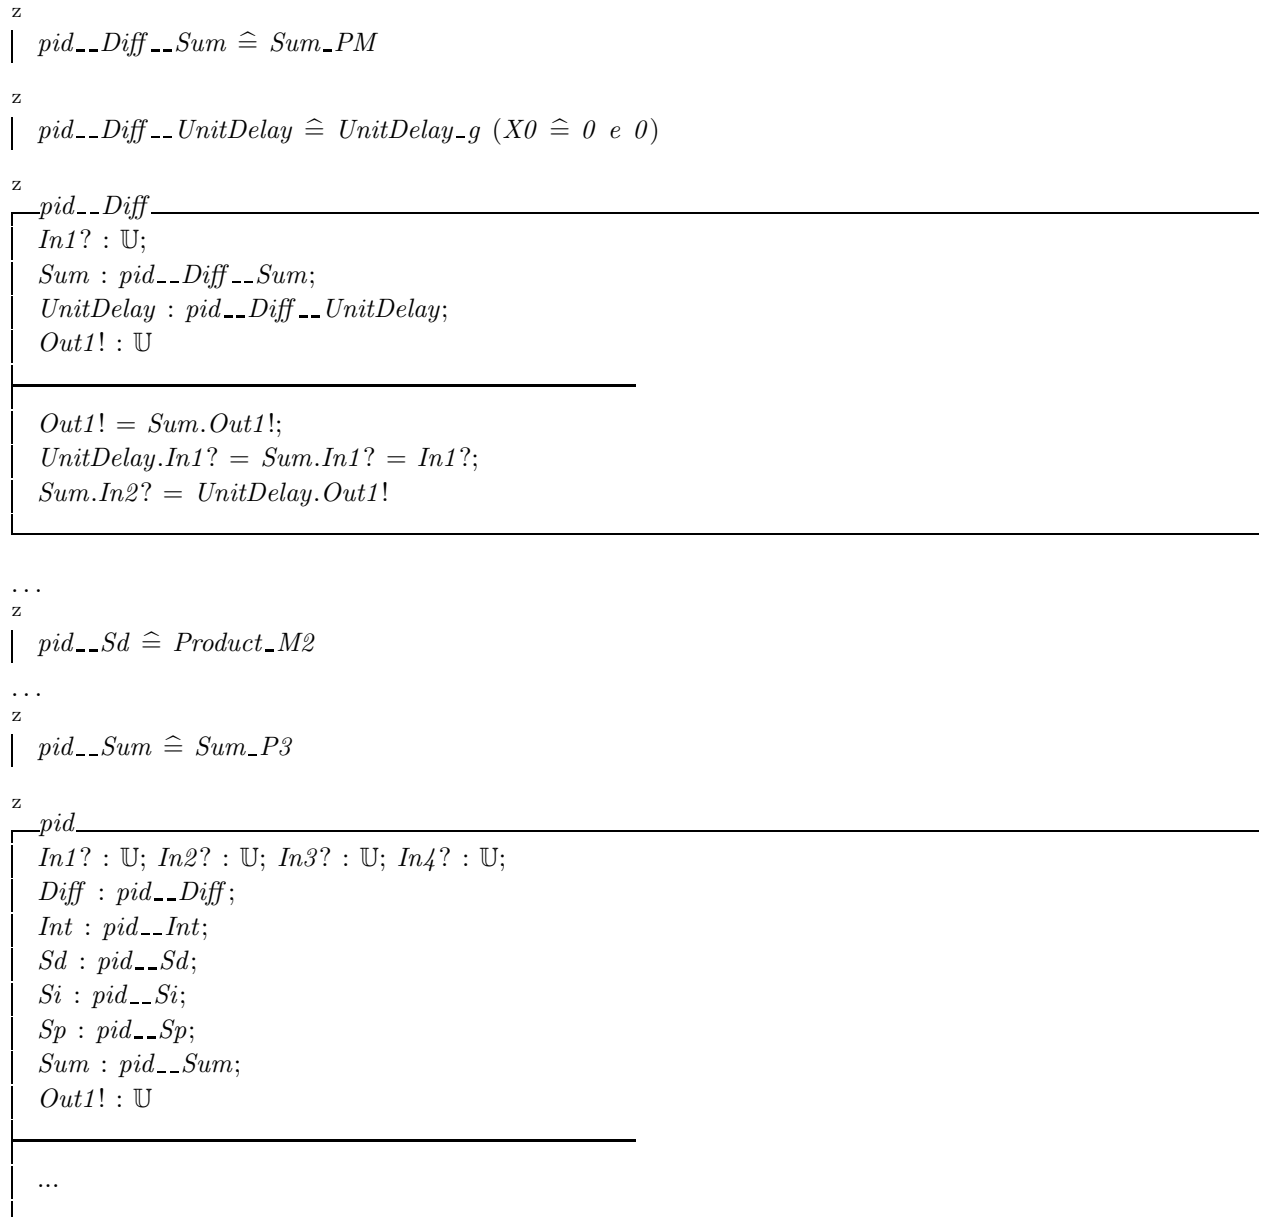 z
pid__Diff__Sum ≙ Sum_PM
z
pid__Diff__UnitDelay ≙ UnitDelay_g (X0 ≙ 0 e 0)
z
pid__Diff
In1? : 𝕌;
Sum : pid__Diff__Sum;
UnitDelay : pid__Diff__UnitDelay;
Out1! : 𝕌
Out1! = Sum.Out1!;
UnitDelay.In1? = Sum.In1? = In1?;
Sum.In2? = UnitDelay.Out1!
...
z
pid__Sd ≙ Product_M2
...
z
pid__Sum ≙ Sum_P3
z
pid
In1? : 𝕌; In2? : 𝕌; In3? : 𝕌; In4? : 𝕌;
Diff : pid__Diff;
Int : pid__Int;
Sd : pid__Sd;
Si : pid__Si;
Sp : pid__Sp;
Sum : pid__Sum;
Out1! : 𝕌
...